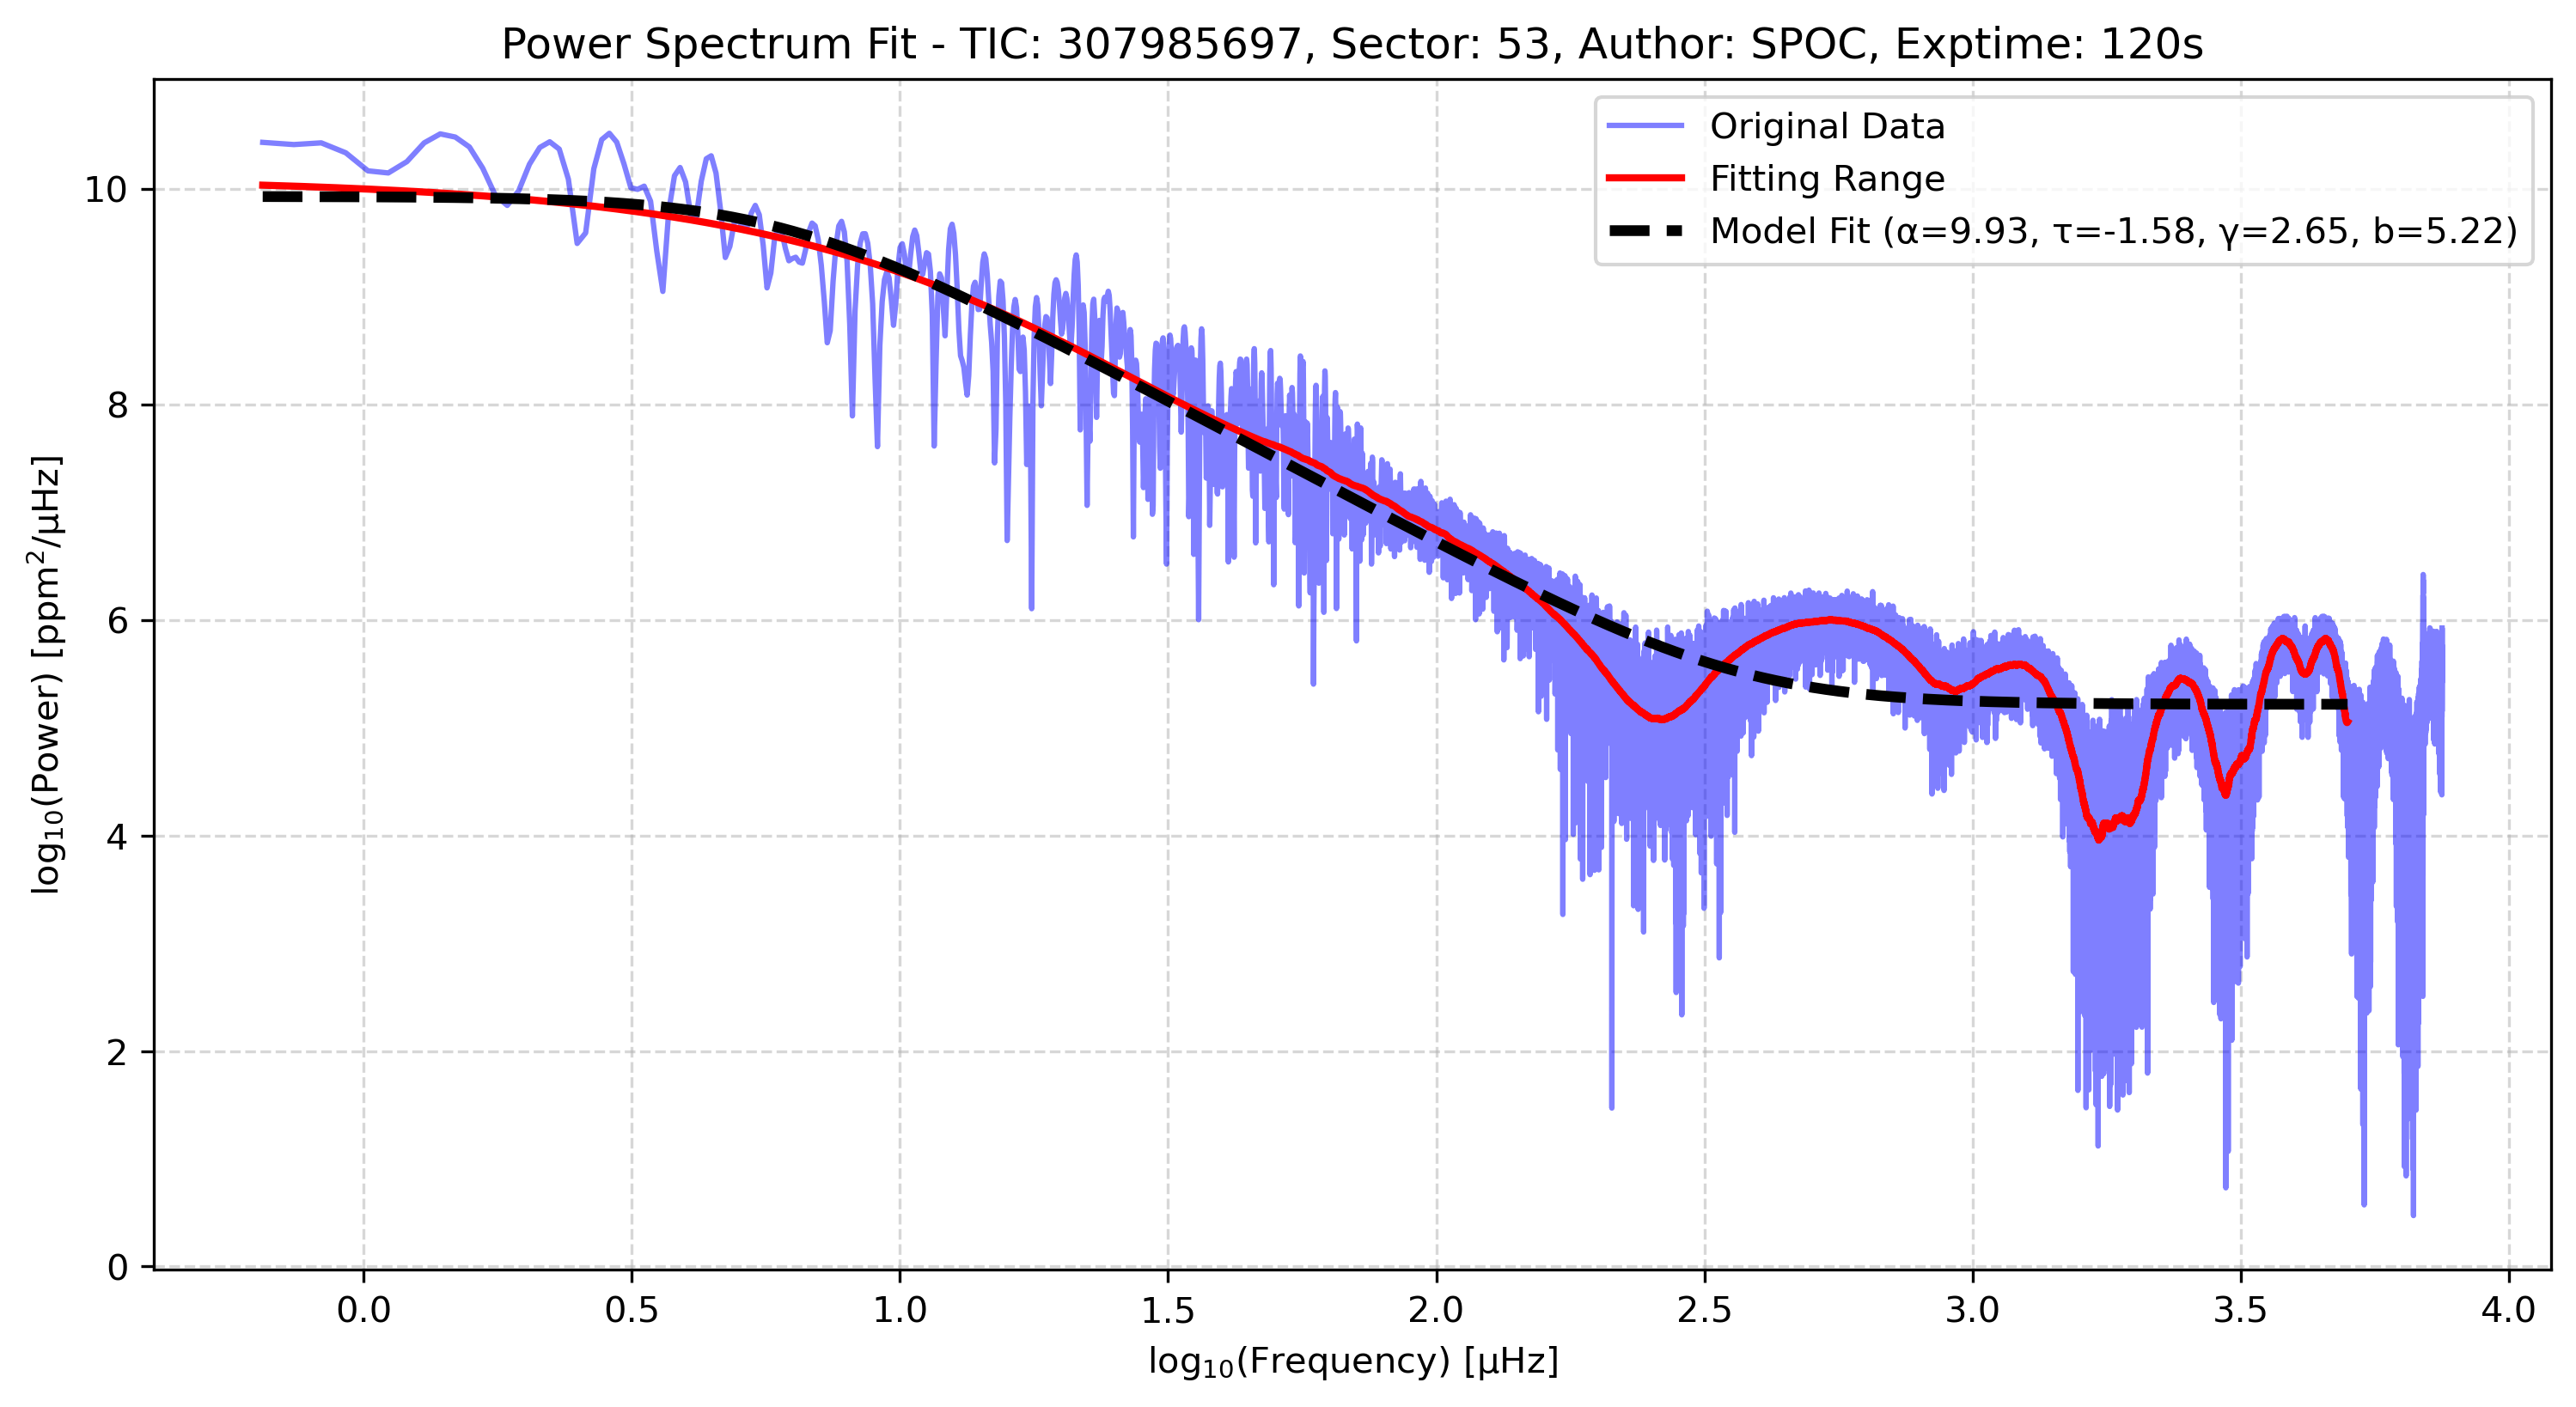 Power Spectrum Fit - TIC: 307985697, Sector: 53, Author: SPOC, Exptime: 120s
Original Data
Fitting Range
Model Fit (α=9.93, τ=-1.58, γ=2.65, b=5.22)
log₁₀(Power) [ppm²/μHz]
10
8
6
4
2
0
0.0 0.5 1.0 1.5 2.0 2.5 3.0 3.5 4.0
log₁₀(Frequency) [μHz]